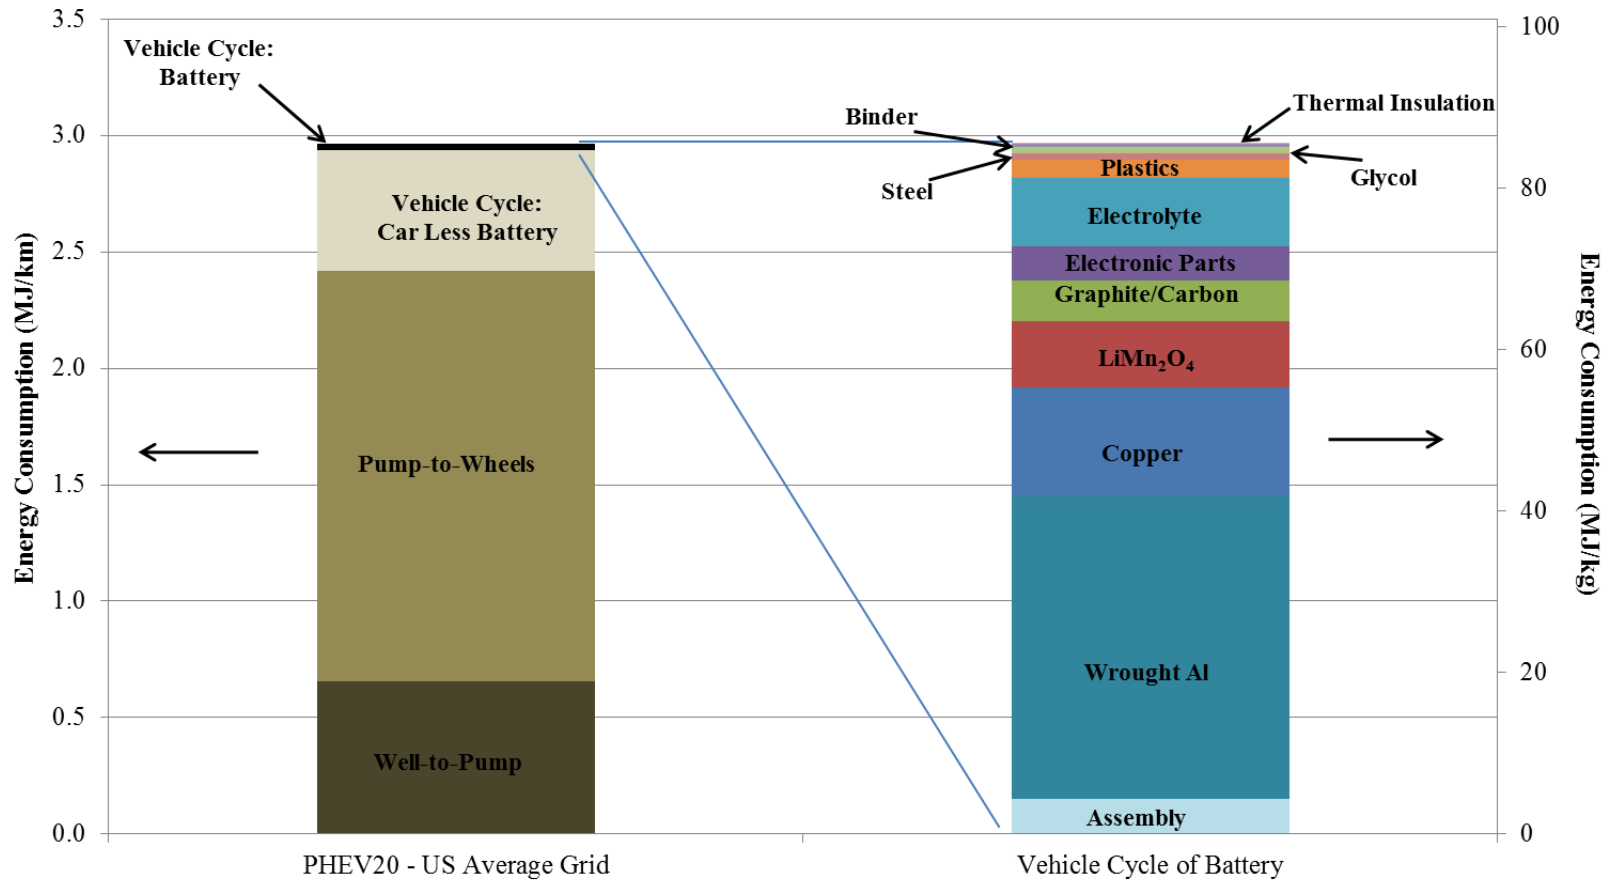 3.5
3.0
2.5
2.0
1.5
1.0
0.5
0.0
Energy Consumption (MJ/km)
Vehicle Cycle:
Battery
Vehicle Cycle:
Car Less Battery
Pump-to-Wheels
Well-to-Pump
PHEV20 - US Average Grid
Binder
Steel
Thermal Insulation
Glycol
Plastics
Electrolyte
Electronic Parts
Graphite/Carbon
LiMn₂O₄
Copper
Wrought Al
Assembly
Vehicle Cycle of Battery
100
80
60
40
20
0
Energy Consumption (MJ/kg)